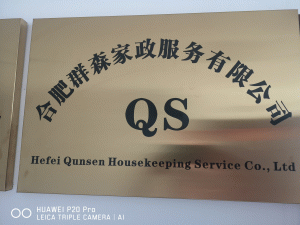 合肥群森家政服务有限公司
QS
Hefei Qunsen Housekeeping Service Co., Ltd
HUAWEI P20 Pro
LEICA TRIPLE CAMERA | AI